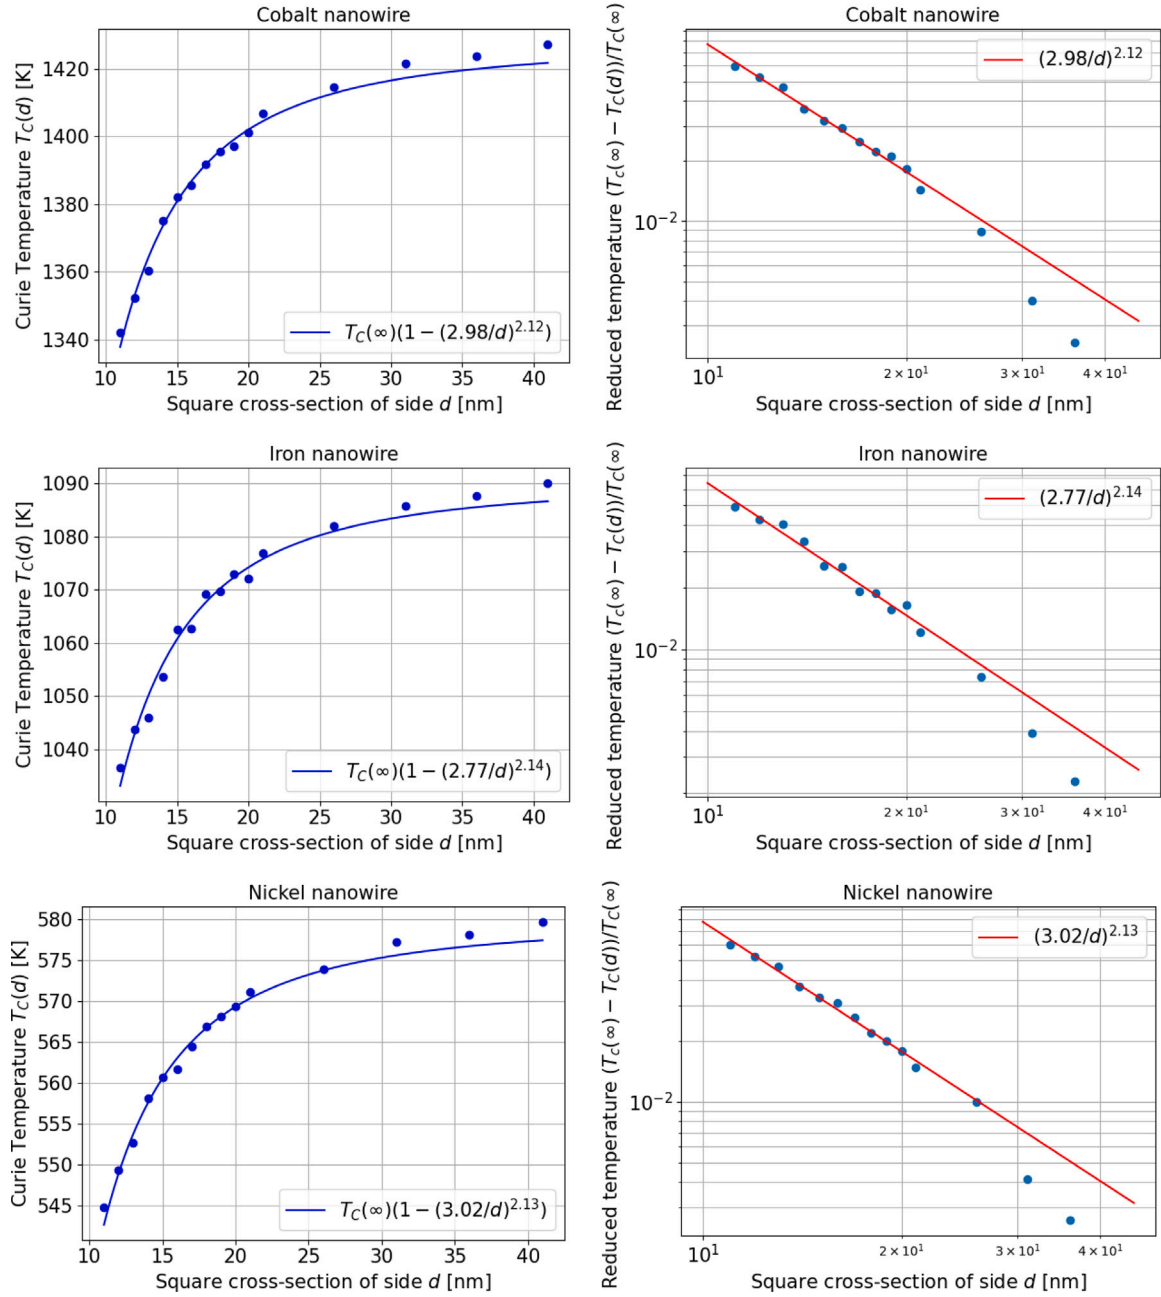 Cobalt nanowire
Curie Temperature T_C(d) [K]
1420
1400
1380
1360
1340
T_C(∞)(1 − (2.98/d)^2.12)
10 15 20 25 30 35 40
Square cross-section of side d [nm]
Cobalt nanowire
Reduced temperature (T_c(∞) − T_C(d))/T_C(∞)
(2.98/d)^2.12
10^−2
10^1 2 × 10^1 3 × 10^1 4 × 10^1
Square cross-section of side d [nm]
Iron nanowire
Curie Temperature T_C(d) [K]
1090
1080
1070
1060
1050
1040
T_C(∞)(1 − (2.77/d)^2.14)
10 15 20 25 30 35 40
Square cross-section of side d [nm]
Iron nanowire
Reduced temperature (T_c(∞) − T_C(d))/T_C(∞)
(2.77/d)^2.14
10^−2
10^1 2 × 10^1 3 × 10^1 4 × 10^1
Square cross-section of side d [nm]
Nickel nanowire
Curie Temperature T_C(d) [K]
580
575
570
565
560
555
550
545
T_C(∞)(1 − (3.02/d)^2.13)
10 15 20 25 30 35 40
Square cross-section of side d [nm]
Nickel nanowire
Reduced temperature (T_c(∞) − T_C(d))/T_C(∞)
(3.02/d)^2.13
10^−2
10^1 2 × 10^1 3 × 10^1 4 × 10^1
Square cross-section of side d [nm]